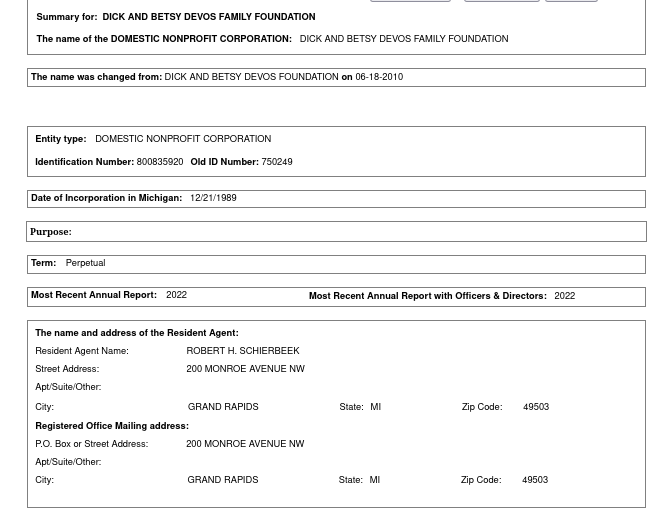 Summary for: DICK AND BETSY DEVOS FAMILY FOUNDATION
The name of the DOMESTIC NONPROFIT CORPORATION: DICK AND BETSY DEVOS FAMILY FOUNDATION
The name was changed from: DICK AND BETSY DEVOS FOUNDATION on 06-18-2010
Entity type: DOMESTIC NONPROFIT CORPORATION
Identification Number: 800835920 Old ID Number: 750249
Date of Incorporation in Michigan: 12/21/1989
Purpose:
Term: Perpetual
Most Recent Annual Report: 2022 Most Recent Annual Report with Officers & Directors: 2022
The name and address of the Resident Agent:
Resident Agent Name: ROBERT H. SCHIERBEEK
Street Address: 200 MONROE AVENUE NW
Apt/Suite/Other:
City: GRAND RAPIDS State: MI Zip Code: 49503
Registered Office Mailing address:
P.O. Box or Street Address: 200 MONROE AVENUE NW
Apt/Suite/Other:
City: GRAND RAPIDS State: MI Zip Code: 49503